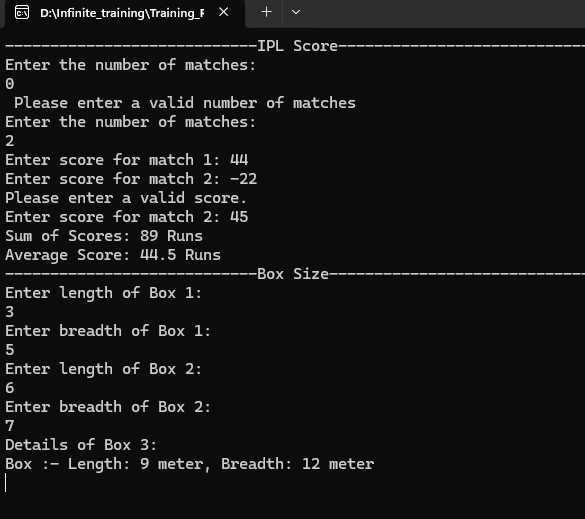 D:\Infinite_training\Training_F
----------------------------IPL Score----------------------------
Enter the number of matches:
0
 Please enter a valid number of matches
Enter the number of matches:
2
Enter score for match 1: 44
Enter score for match 2: -22
Please enter a valid score.
Enter score for match 2: 45
Sum of Scores: 89 Runs
Average Score: 44.5 Runs
----------------------------Box Size-----------------------------
Enter length of Box 1:
3
Enter breadth of Box 1:
5
Enter length of Box 2:
6
Enter breadth of Box 2:
7
Details of Box 3:
Box :- Length: 9 meter, Breadth: 12 meter